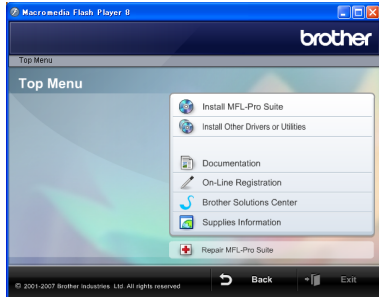 Macromedia Flash Player 8
brother
Top Menu
Top Menu
Install MFL-Pro Suite
Install Other Drivers or Utilities
Documentation
On-Line Registration
Brother Solutions Center
Supplies Information
Repair MFL-Pro Suite
© 2001-2007 Brother Industries Ltd. All rights reserved
Back
Exit